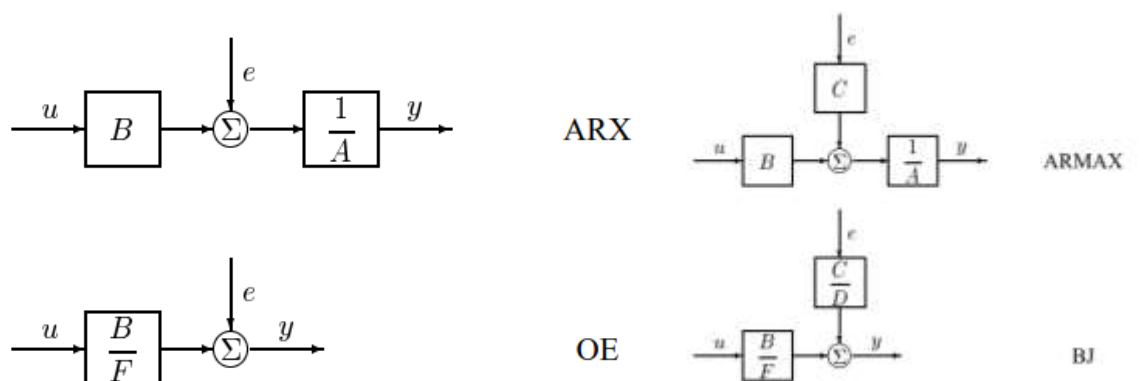 e
u B Σ 1/A y ARX
e
C
u B Σ 1/A y ARMAX
e
u B/F Σ y OE
e
C/D
u B/F Σ y BJ